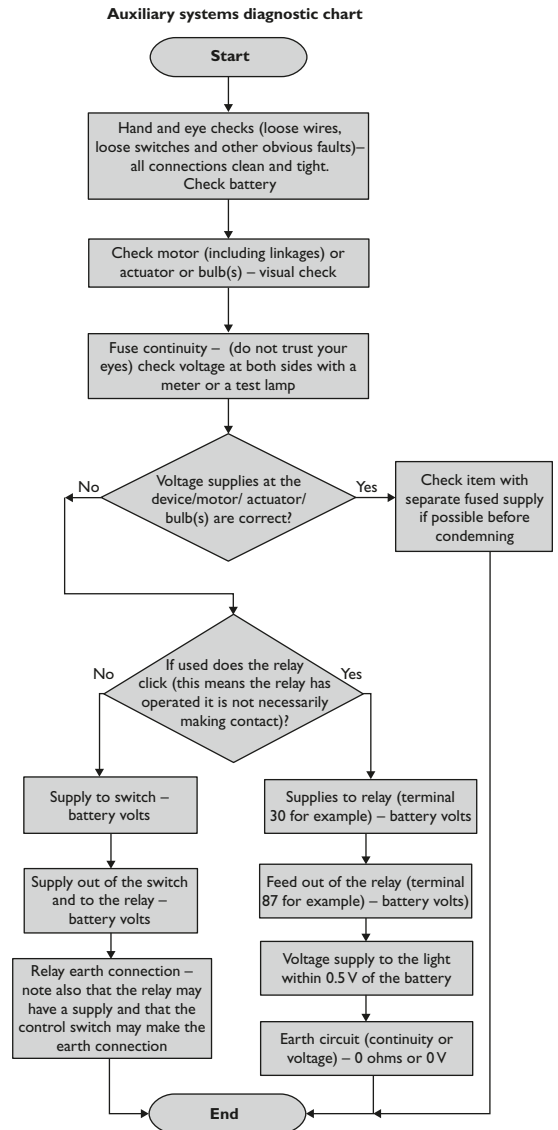 Auxiliary systems diagnostic chart
Start
Hand and eye checks (loose wires,
loose switches and other obvious faults)–
all connections clean and tight.
Check battery
Check motor (including linkages) or
actuator or bulb(s) – visual check
Fuse continuity – (do not trust your
eyes) check voltage at both sides with a
meter or a test lamp
No
Voltage supplies at the
device/motor/ actuator/
bulb(s) are correct?
Yes
Check item with
separate fused supply
if possible before
condemning
No
If used does the relay
click (this means the relay has
operated it is not necessarily
making contact)?
Yes
Supply to switch –
battery volts
Supply out of the switch
and to the relay –
battery volts
Relay earth connection –
note also that the relay may
have a supply and that the
control switch may make the
earth connection
Supplies to relay (terminal
30 for example) – battery volts
Feed out of the relay (terminal
87 for example) – battery volts)
Voltage supply to the light
within 0.5 V of the battery
Earth circuit (continuity or
voltage) – 0 ohms or 0 V
End